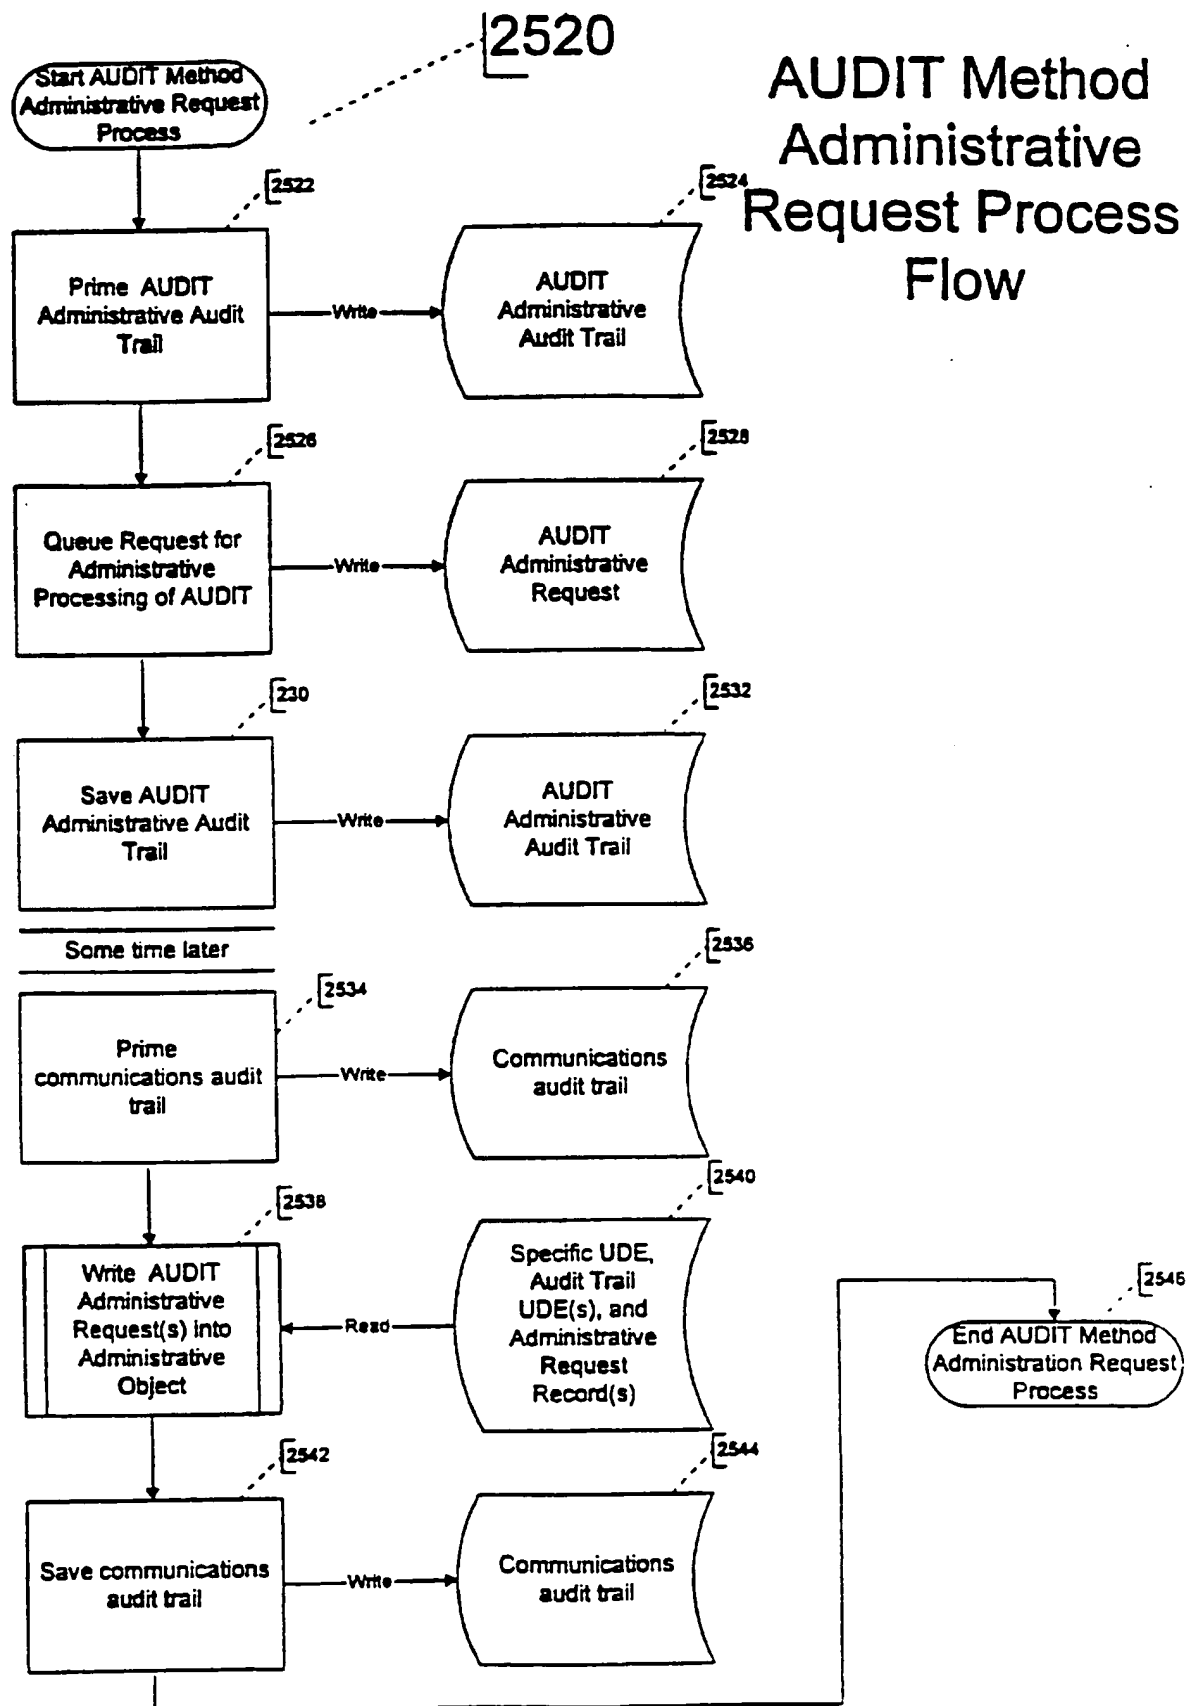 2520
AUDIT Method
Administrative
Request Process
Flow
Start AUDIT Method
Administrative Request
Process
2522
Prime AUDIT
Administrative Audit
Trail
Write
2524
AUDIT
Administrative
Audit Trail
2526
Queue Request for
Administrative
Processing of AUDIT
Write
2528
AUDIT
Administrative
Request
230
Save AUDIT
Administrative Audit
Trail
Write
2532
AUDIT
Administrative
Audit Trail
Some time later
2534
Prime
communications audit
trail
Write
2536
Communications
audit trail
2538
Write AUDIT
Administrative
Request(s) into
Administrative
Object
Read
2540
Specific UDE,
Audit Trail
UDE(s), and
Administrative
Request
Record(s)
2542
Save communications
audit trail
Write
2544
Communications
audit trail
2546
End AUDIT Method
Administration Request
Process